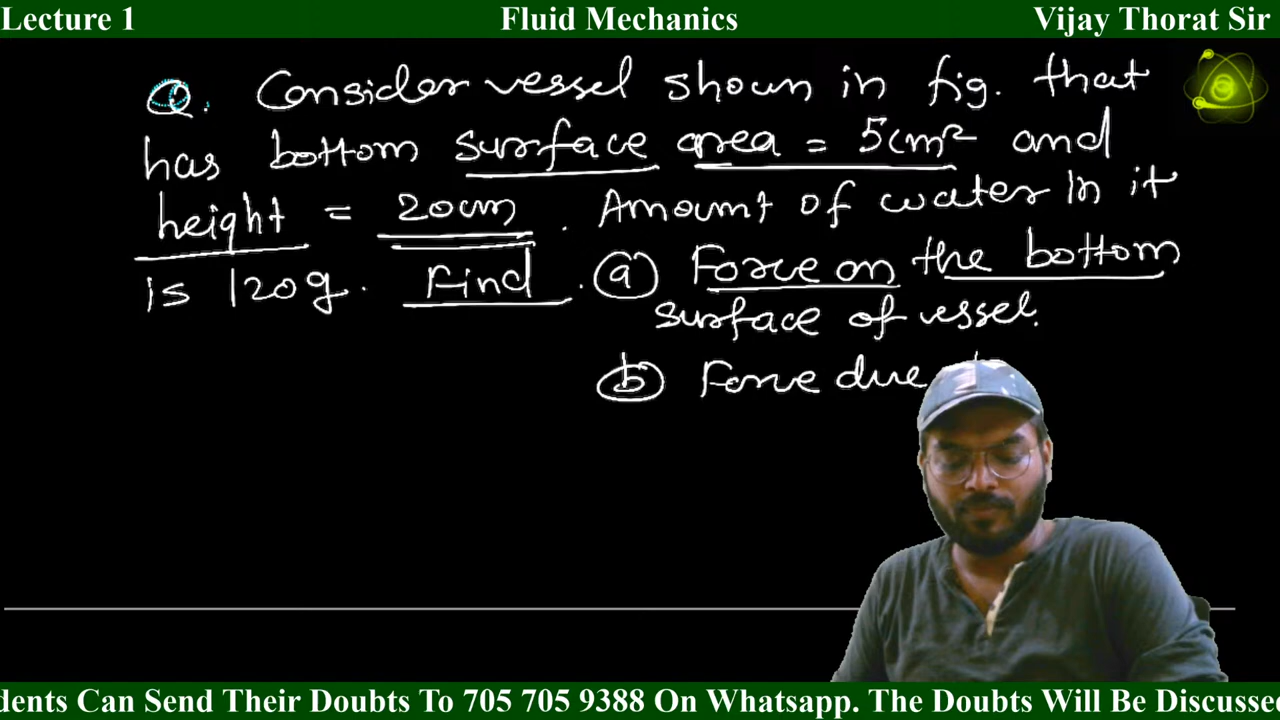 Lecture 1 Fluid Mechanics Vijay Thorat Sir
Q. Consider vessel shown in fig. that
has bottom surface area = 5cm² and
height = 20cm. Amount of water in it
is 120g. Find. (a) Force on the bottom
surface of vessel.
(b) Force due
dents Can Send Their Doubts To 705 705 9388 On Whatsapp. The Doubts Will Be Discussed